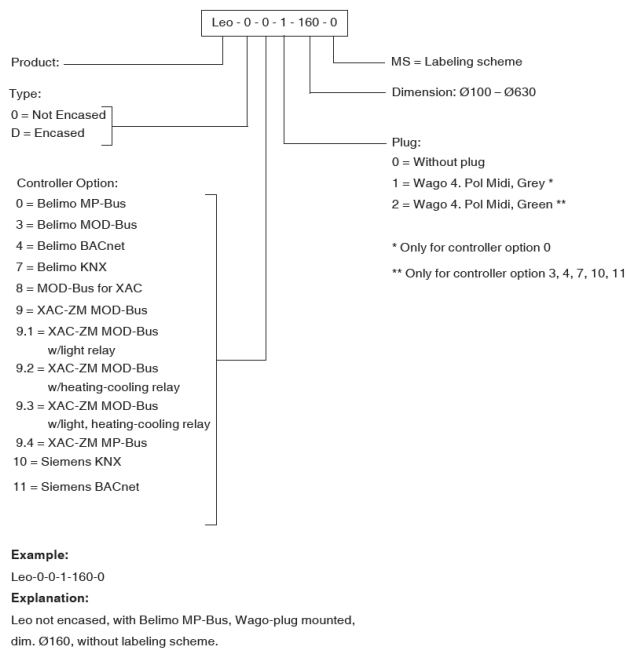 Leo - 0 - 0 - 1 - 160 - 0
Product:
MS = Labeling scheme
Dimension: Ø100 – Ø630
Type:
0 = Not Encased
D = Encased
Plug:
0 = Without plug
1 = Wago 4. Pol Midi, Grey *
2 = Wago 4. Pol Midi, Green **
* Only for controller option 0
** Only for controller option 3, 4, 7, 10, 11
Controller Option:
0 = Belimo MP-Bus
3 = Belimo MOD-Bus
4 = Belimo BACnet
7 = Belimo KNX
8 = MOD-Bus for XAC
9 = XAC-ZM MOD-Bus
9.1 = XAC-ZM MOD-Bus
w/light relay
9.2 = XAC-ZM MOD-Bus
w/heating-cooling relay
9.3 = XAC-ZM MOD-Bus
w/light, heating-cooling relay
9.4 = XAC-ZM MP-Bus
10 = Siemens KNX
11 = Siemens BACnet
Example:
Leo-0-0-1-160-0
Explanation:
Leo not encased, with Belimo MP-Bus, Wago-plug mounted,
dim. Ø160, without labeling scheme.